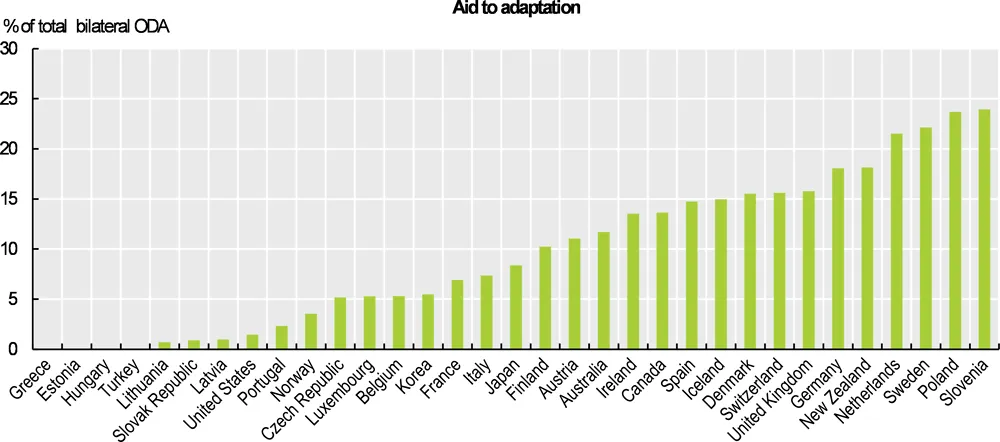 Aid to adaptation
% of total bilateral ODA
30
25
20
15
10
5
0
Greece
Estonia
Hungary
Turkey
Lithuania
Slovak Republic
Latvia
United States
Portugal
Norway
Czech Republic
Luxembourg
Belgium
Korea
France
Italy
Japan
Finland
Austria
Australia
Ireland
Canada
Spain
Iceland
Denmark
Switzerland
United Kingdom
Germany
New Zealand
Netherlands
Sweden
Poland
Slovenia